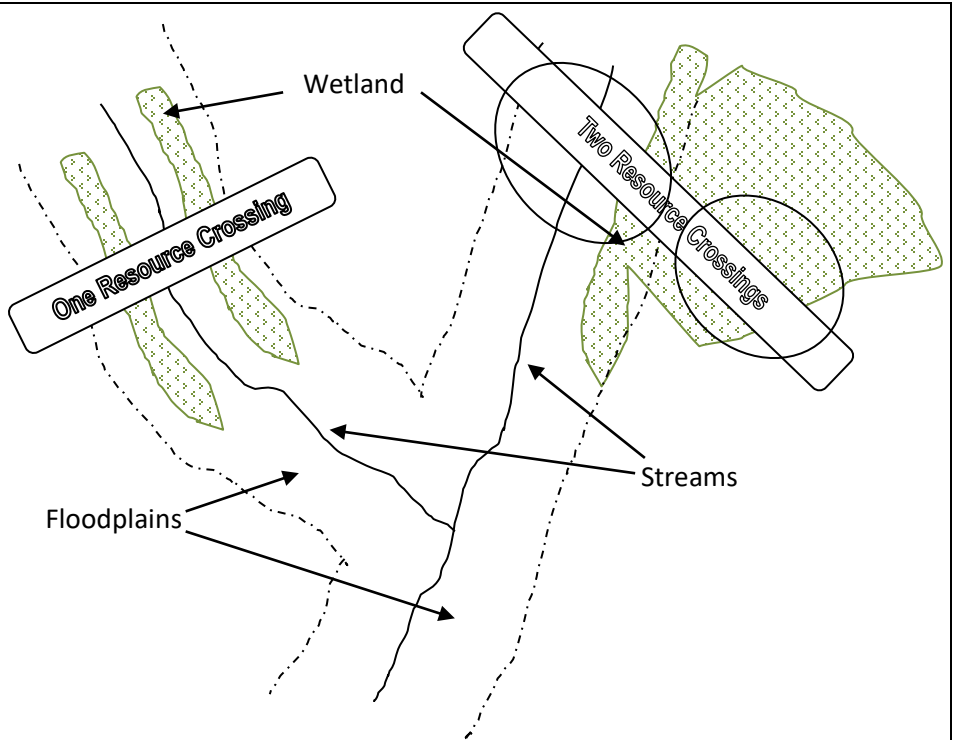 Wetland
Two Resource Crossings
One Resource Crossing
Streams
Floodplains